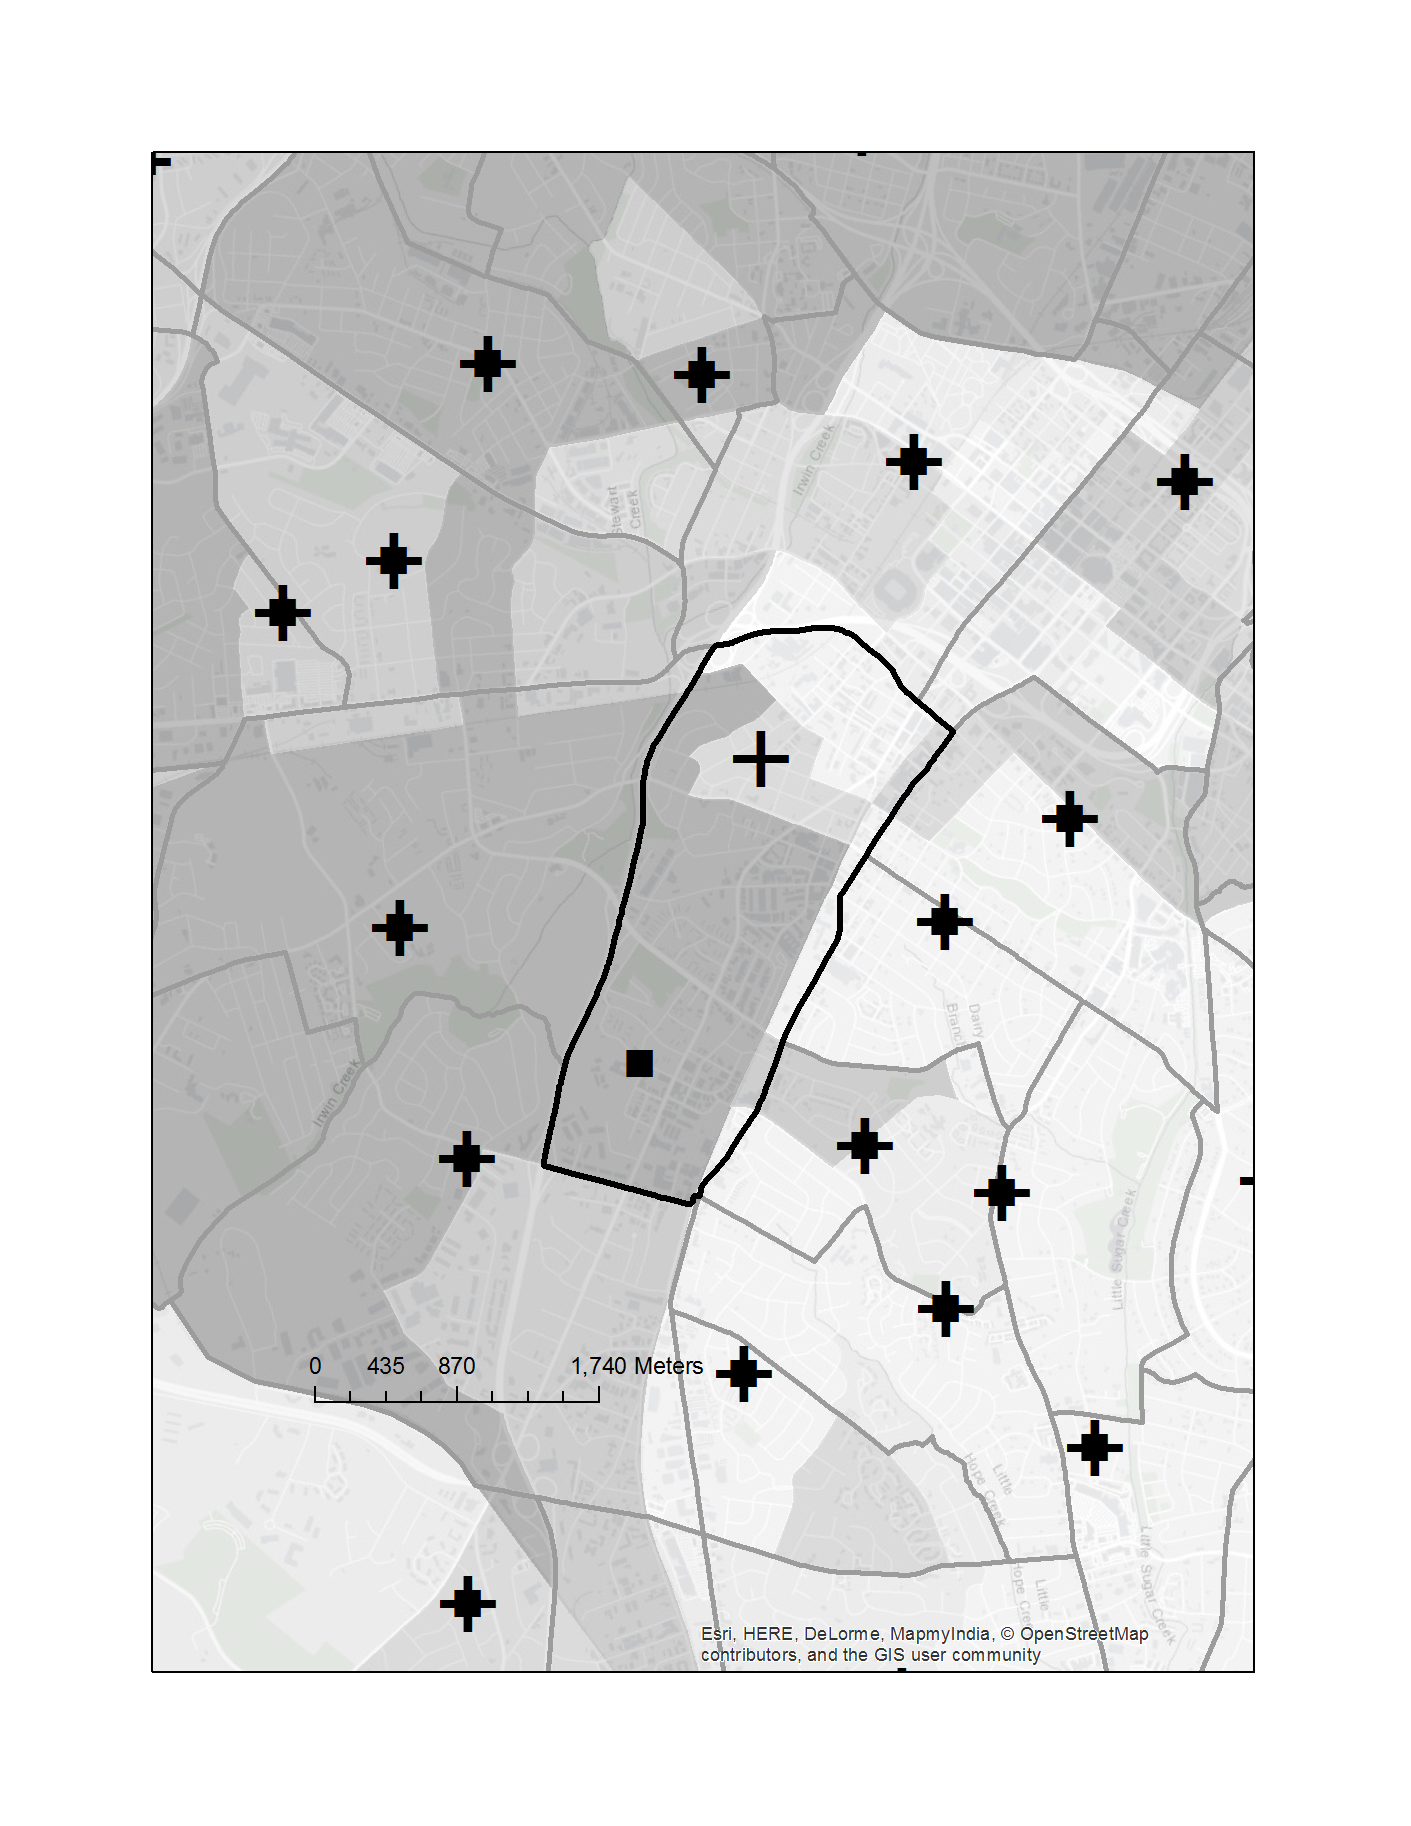 Irwin Creek
Stewart
Creek
Dairy
Branch
Irwin Creek
Little Sugar Creek
0 435 870 1,740 Meters
Little
Hope Creek
Little Sugar Creek
Little
Hope Creek
Esri, HERE, DeLorme, MapmyIndia, © OpenStreetMap
contributors, and the GIS user community